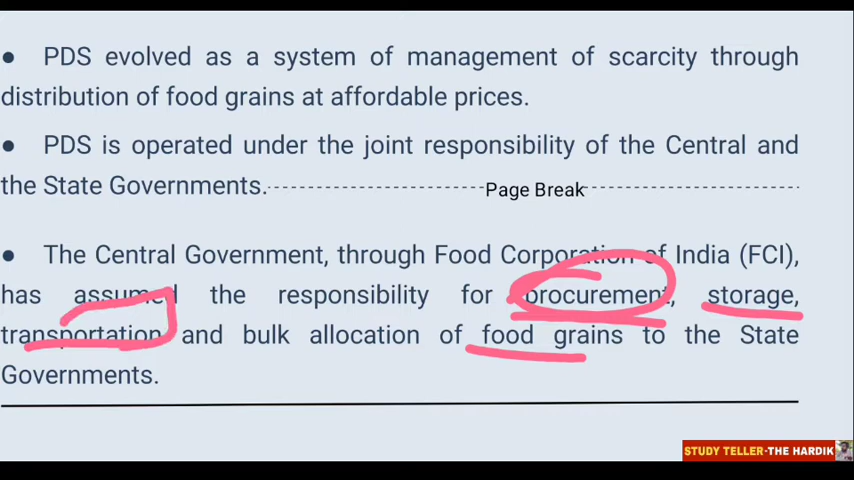 ● PDS evolved as a system of management of scarcity through
distribution of food grains at affordable prices.
● PDS is operated under the joint responsibility of the Central and
the State Governments.
Page Break
● The Central Government, through Food Corporation of India (FCI),
has assumed the responsibility for procurement, storage,
transportation and bulk allocation of food grains to the State
Governments.
STUDY TELLER-THE HARDIK